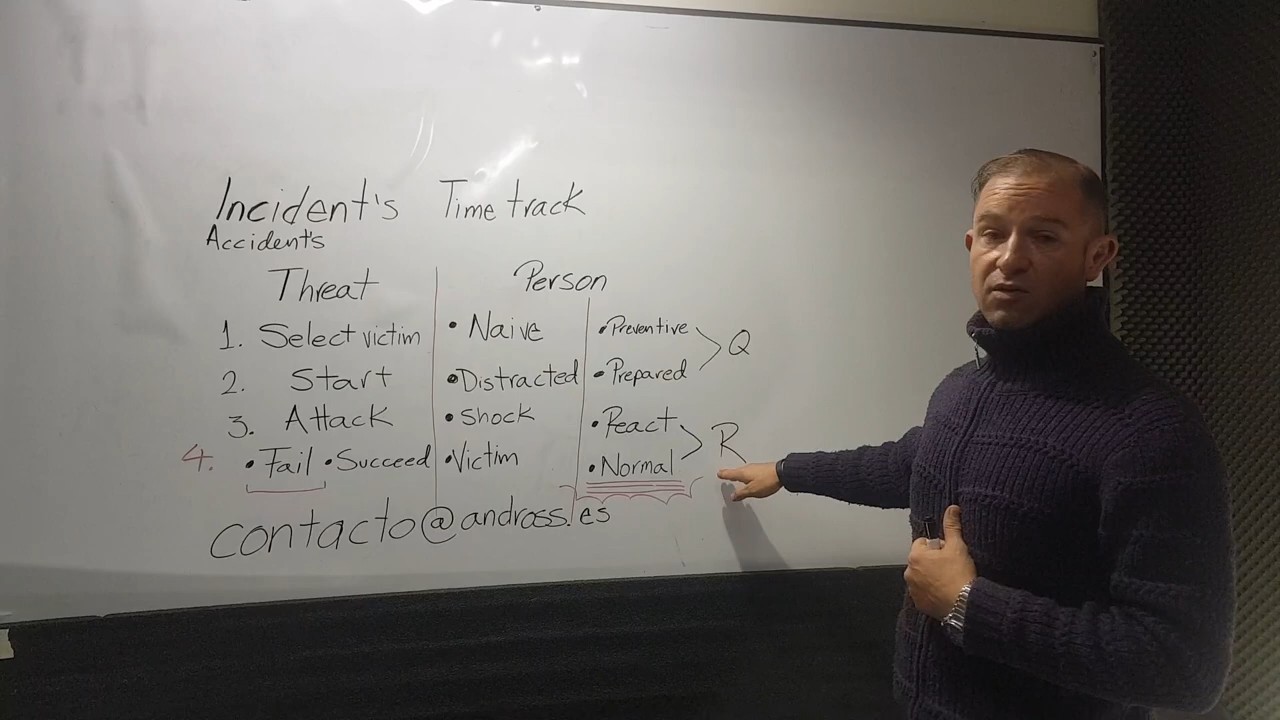 Incident's Time track
Accident's
Threat Person
1. Select victim • Naive • Preventive > Q
2. Start • Distracted • Prepared
3. Attack • Shock • React > R
4. • Fail • Succeed • Victim • Normal
contacto@andross.es